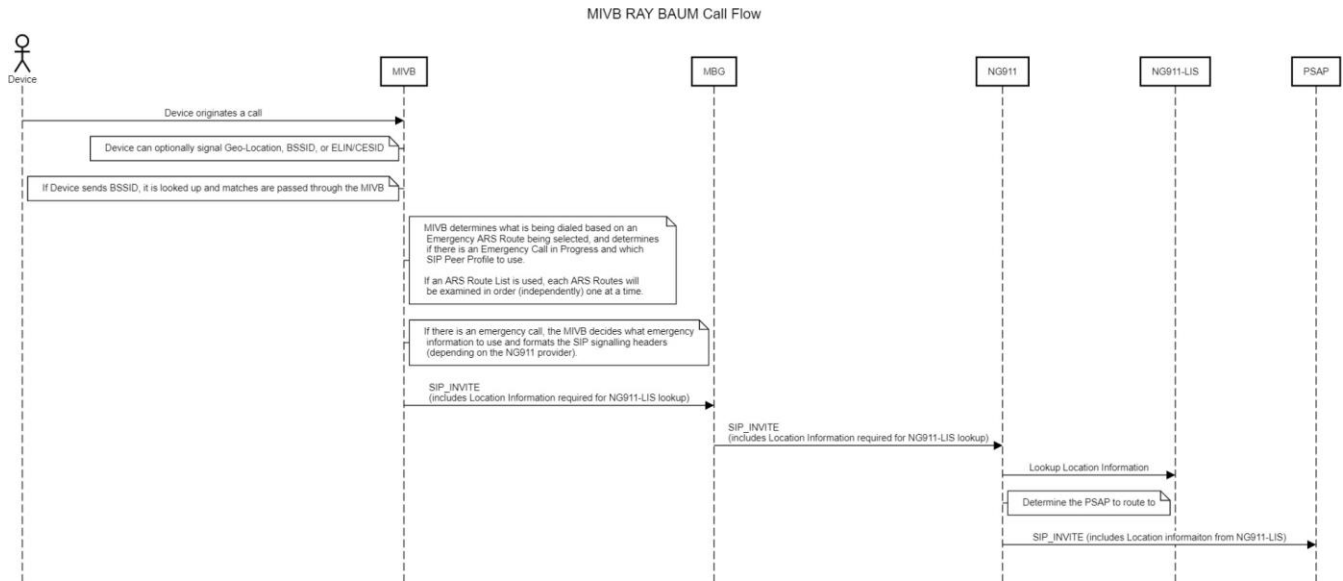 MIVB RAY BAUM Call Flow
Device
MIVB
MBG
NG911
NG911-LIS
PSAP
Device originates a call
Device can optionally signal Geo-Location, BSSID, or ELIN/CESID
If Device sends BSSID, it is looked up and matches are passed through the MIVB
MIVB determines what is being dialed based on an
Emergency ARS Route being selected, and determines
if there is an Emergency Call in Progress and which
SIP Peer Profile to use.
If an ARS Route List is used, each ARS Routes will
be examined in order (independently) one at a time.
If there is an emergency call, the MIVB decides what emergency
information to use and formats the SIP signalling headers
(depending on the NG911 provider).
SIP_INVITE
(includes Location Information required for NG911-LIS lookup)
SIP_INVITE
(includes Location Information required for NG911-LIS lookup)
Lookup Location Information
Determine the PSAP to route to
SIP_INVITE (includes Location informaiton from NG911-LIS)